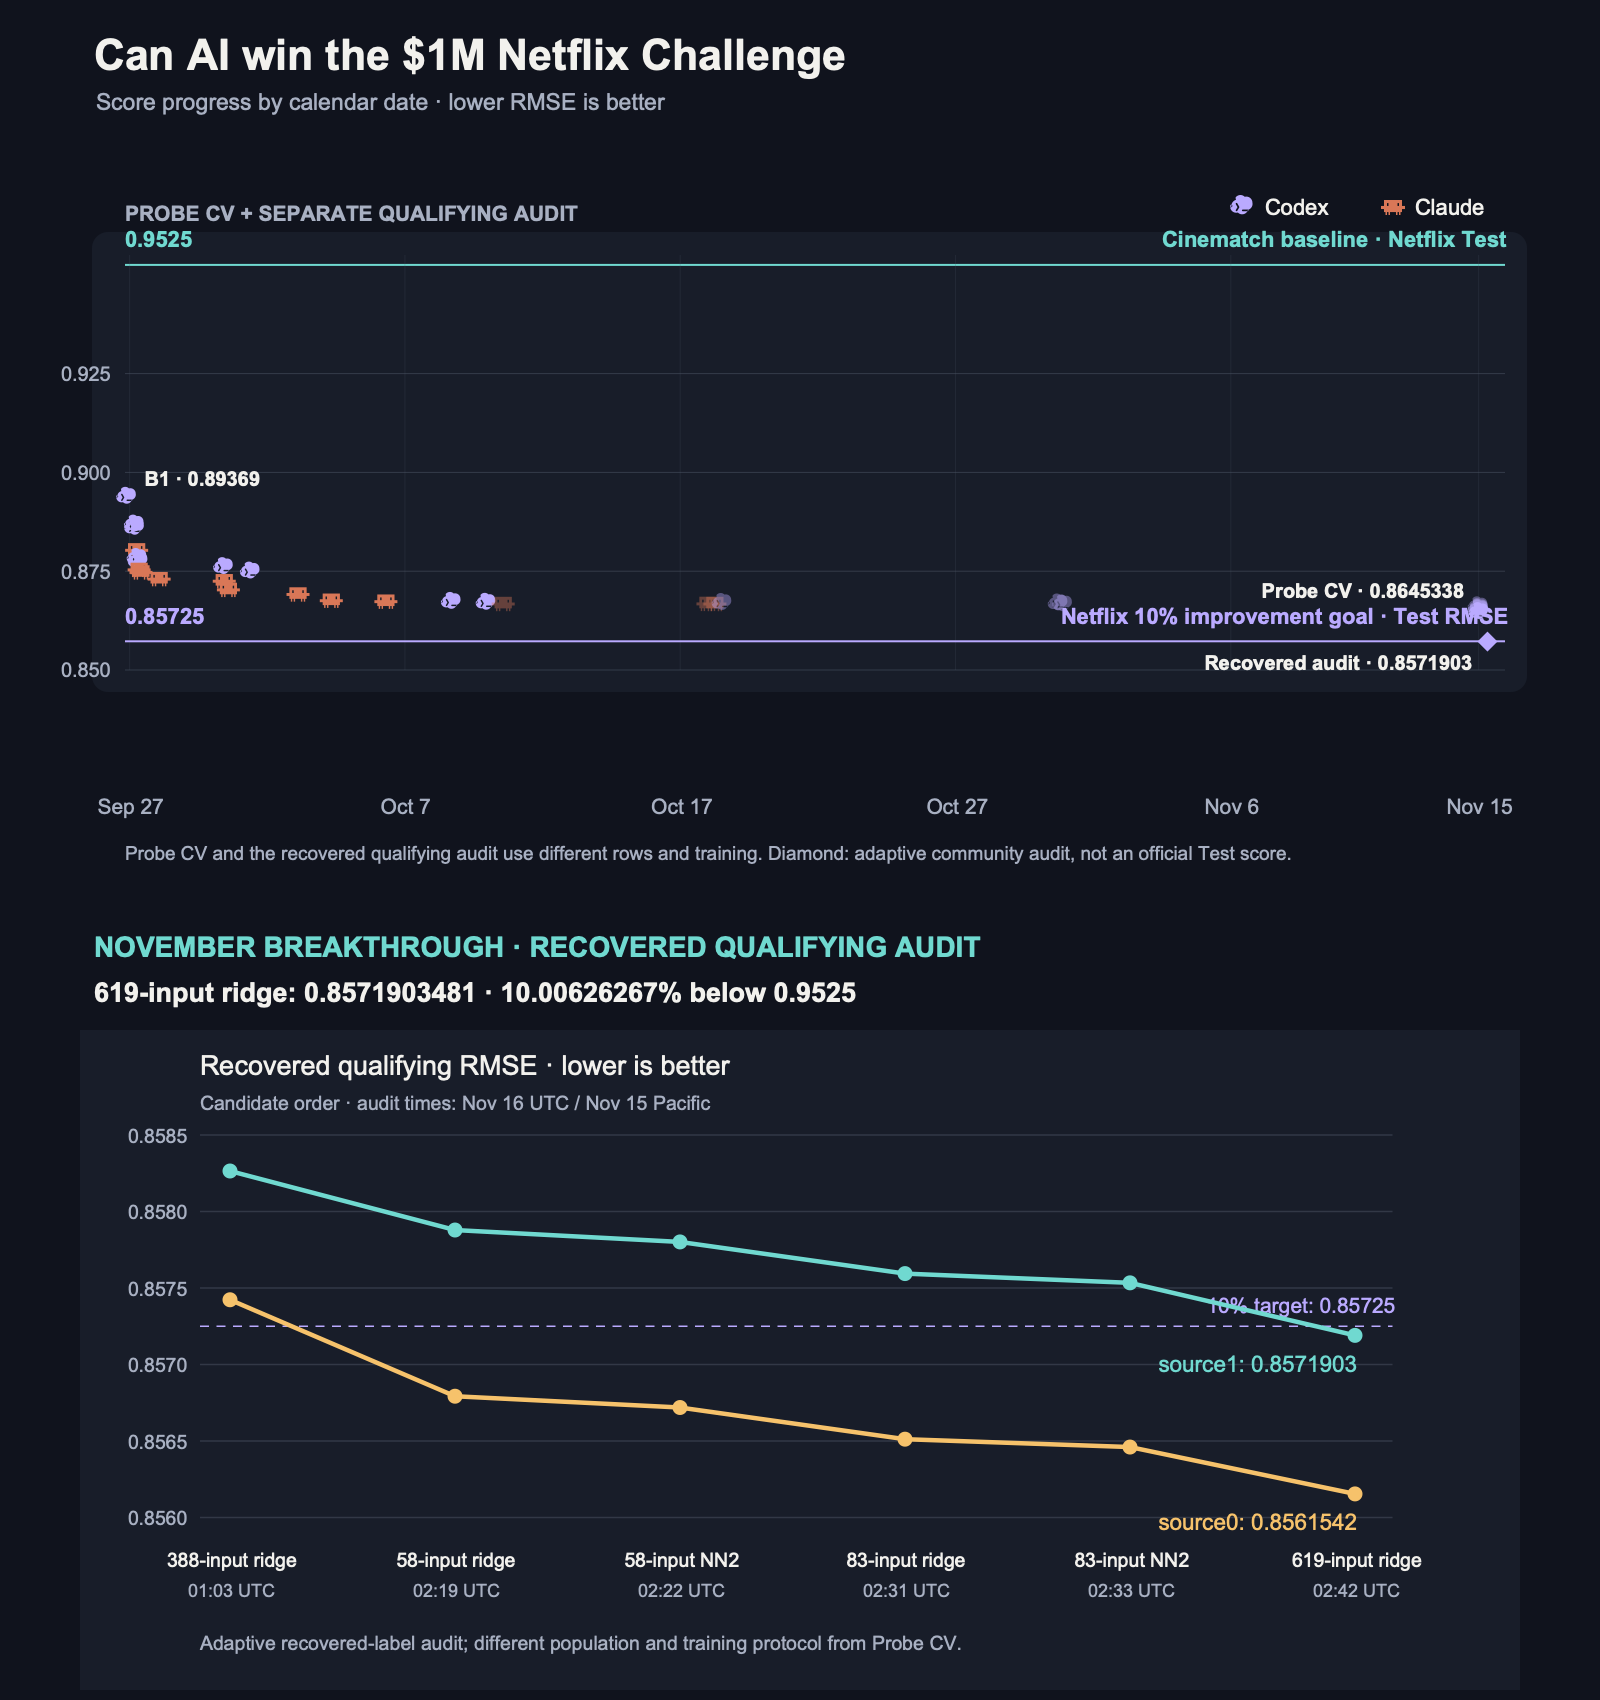 Can AI win the $1M Netflix Challenge
Score progress by calendar date · lower RMSE is better
PROBE CV + SEPARATE QUALIFYING AUDIT
Codex
Claude
0.9525
Cinematch baseline · Netflix Test
0.925
0.900
B1 · 0.89369
0.875
Probe CV · 0.8645338
0.85725
Netflix 10% improvement goal · Test RMSE
Recovered audit · 0.8571903
0.850
Sep 27
Oct 7
Oct 17
Oct 27
Nov 6
Nov 15
Probe CV and the recovered qualifying audit use different rows and training. Diamond: adaptive community audit, not an official Test score.
NOVEMBER BREAKTHROUGH · RECOVERED QUALIFYING AUDIT
619-input ridge: 0.8571903481 · 10.00626267% below 0.9525
Recovered qualifying RMSE · lower is better
Candidate order · audit times: Nov 16 UTC / Nov 15 Pacific
0.8585
0.8580
0.8575
10% target: 0.85725
0.8570
source1: 0.8571903
0.8565
0.8560
source0: 0.8561542
388-input ridge
58-input ridge
58-input NN2
83-input ridge
83-input NN2
619-input ridge
01:03 UTC
02:19 UTC
02:22 UTC
02:31 UTC
02:33 UTC
02:42 UTC
Adaptive recovered-label audit; different population and training protocol from Probe CV.